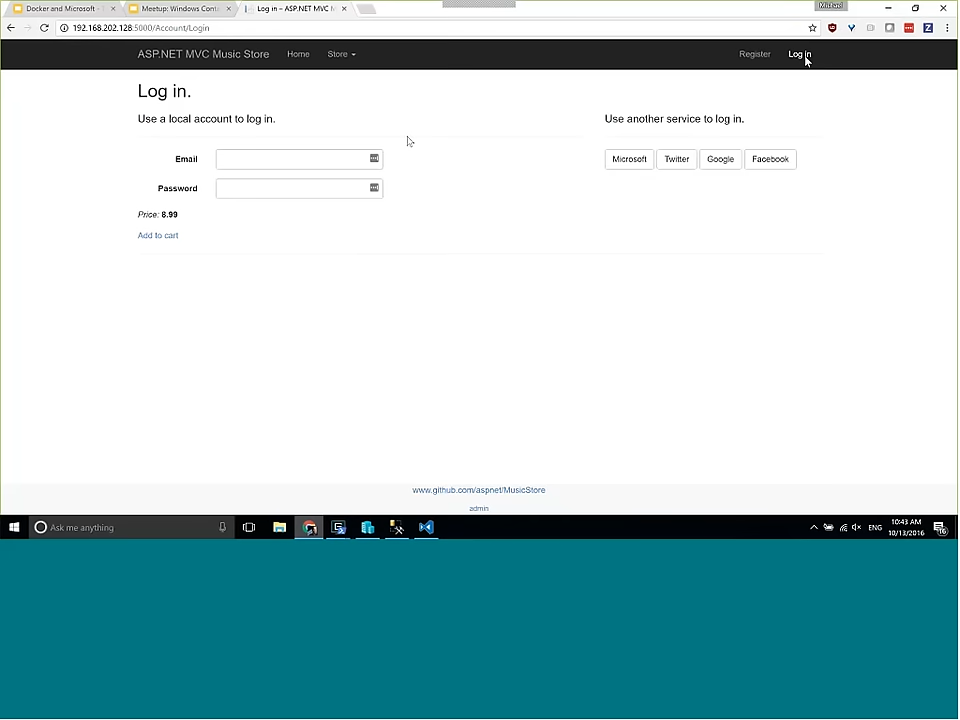 Docker and Microsoft -
Meetup: Windows Cont
Log in – ASP.NET MVC M
Michael
192.168.202.128:5000/Account/Login
ASP.NET MVC Music Store Home Store Register Log in
Log in.
Use a local account to log in.
Use another service to log in.
Email
Microsoft Twitter Google Facebook
Password
Price: 8.99
Add to cart
www.github.com/aspnet/MusicStore
admin
Ask me anything
ENG
10:43 AM
10/13/2016
16